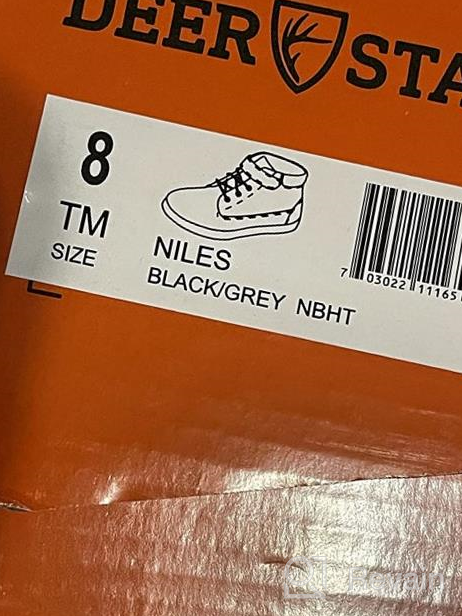 DEER STA
8
TM
SIZE
NILES
BLACK/GREY NBHT
7 03022 11165